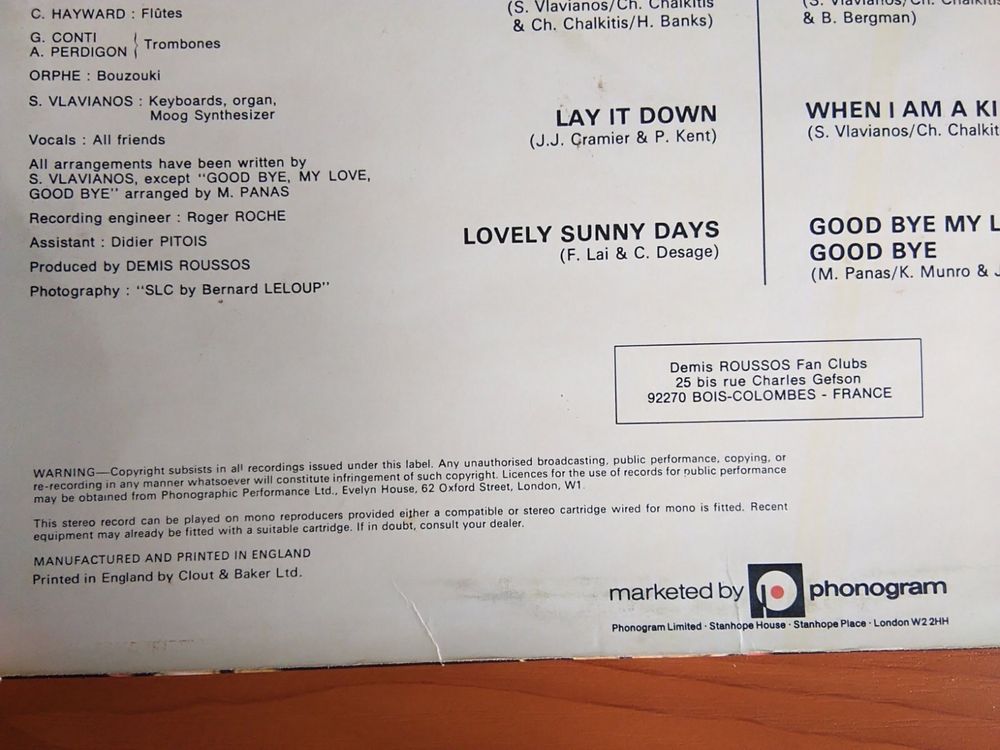 C. HAYWARD : Flûtes
G. CONTI
A. PERDIGON
Trombones
ORPHE : Bouzouki
S. VLAVIANOS : Keyboards, organ,
Moog Synthesizer
Vocals : All friends
All arrangements have been written by
S. VLAVIANOS, except "GOOD BYE, MY LOVE,
GOOD BYE" arranged by M. PANAS
Recording engineer : Roger ROCHE
Assistant : Didier PITOIS
Produced by DEMIS ROUSSOS
Photography : "SLC by Bernard LELOUP"
(S. Vlavianos/Ch. Chalkitis
& Ch. Chalkitis/H. Banks)
LAY IT DOWN
(J.J. Cramier & P. Kent)
LOVELY SUNNY DAYS
(F. Lai & C. Desage)
(S. Vlavianos/Ch. Chalkitis
& B. Bergman)
WHEN I AM A KI
(S. Vlavianos/Ch. Chalkit
GOOD BYE MY L
GOOD BYE
(M. Panas/K. Munro & J
Demis ROUSSOS Fan Clubs
25 bis rue Charles Gefson
92270 BOIS-COLOMBES - FRANCE
WARNING—Copyright subsists in all recordings issued under this label. Any unauthorised broadcasting, public performance, copying, or
re-recording in any manner whatsoever will constitute infringement of such copyright. Licences for the use of records for public performance
may be obtained from Phonographic Performance Ltd., Evelyn House, 62 Oxford Street, London, W1.
This stereo record can be played on mono reproducers provided either a compatible or stereo cartridge wired for mono is fitted. Recent
equipment may already be fitted with a suitable cartridge. If in doubt, consult your dealer.
MANUFACTURED AND PRINTED IN ENGLAND
Printed in England by Clout & Baker Ltd.
marketed by phonogram
Phonogram Limited · Stanhope House · Stanhope Place · London W2 2HH